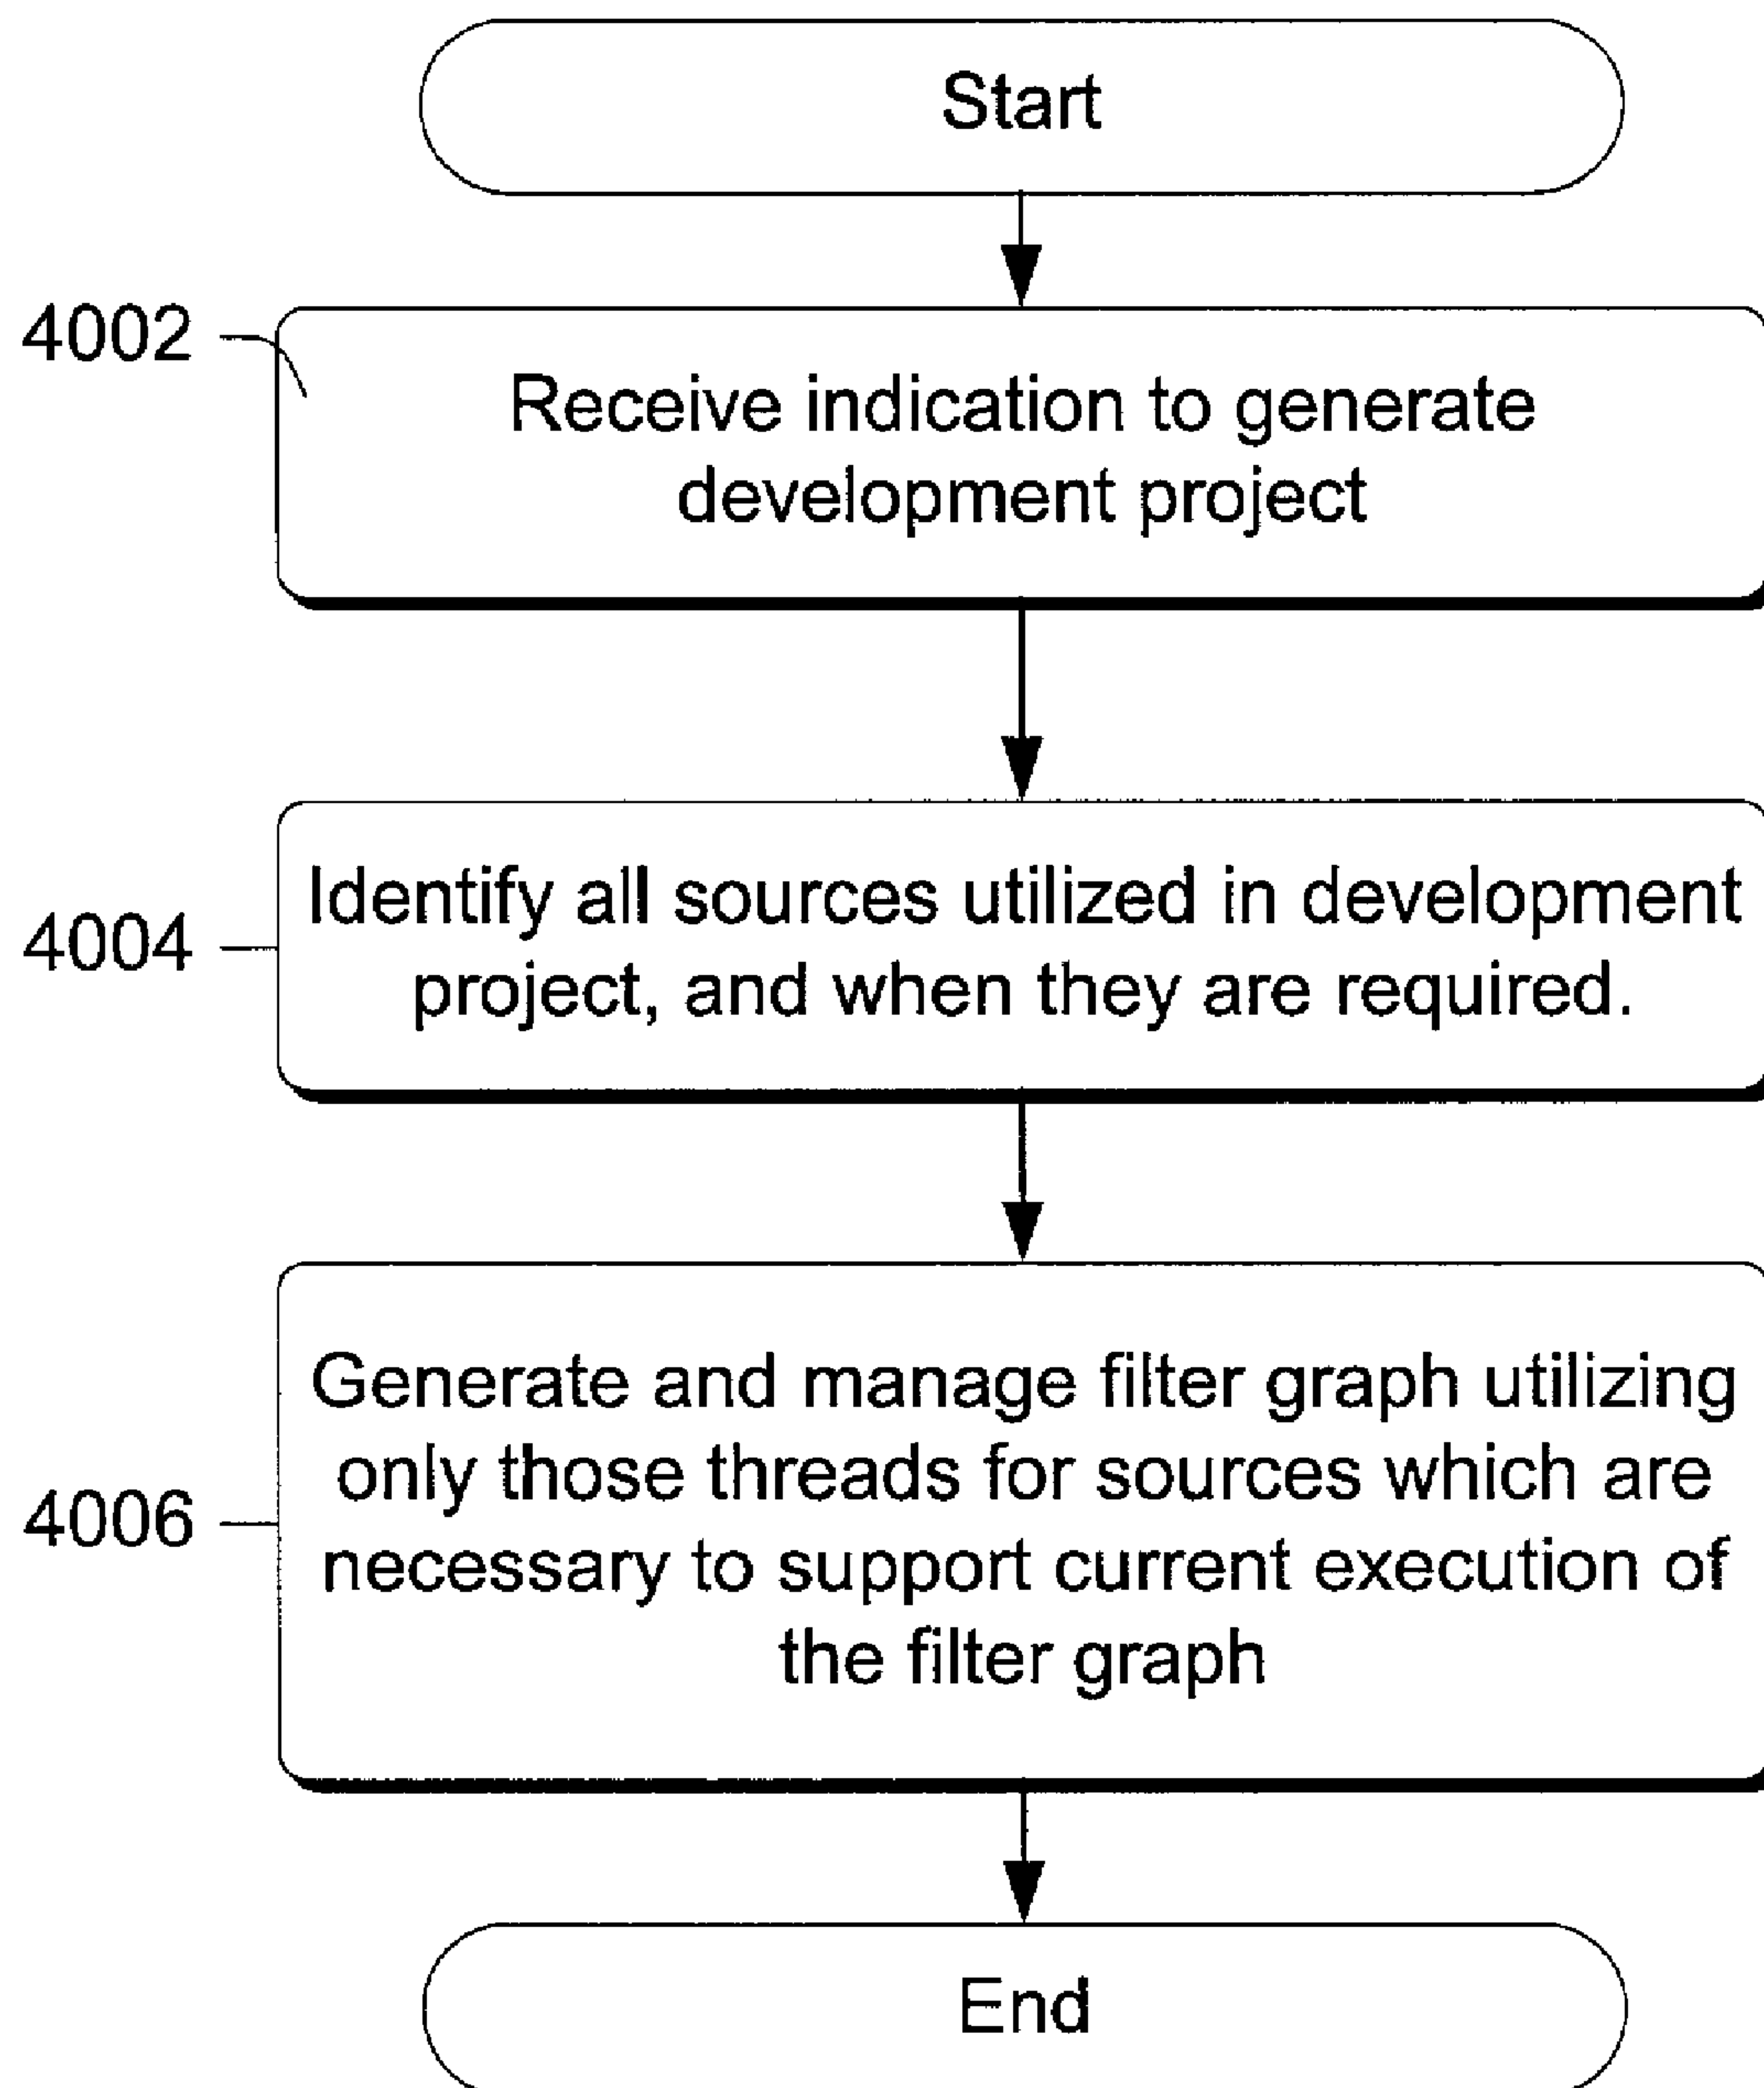 Start
4002
Receive indication to generate
development project
4004
Identify all sources utilized in development
project, and when they are required.
4006
Generate and manage filter graph utilizing
only those threads for sources which are
necessary to support current execution of
the filter graph
End